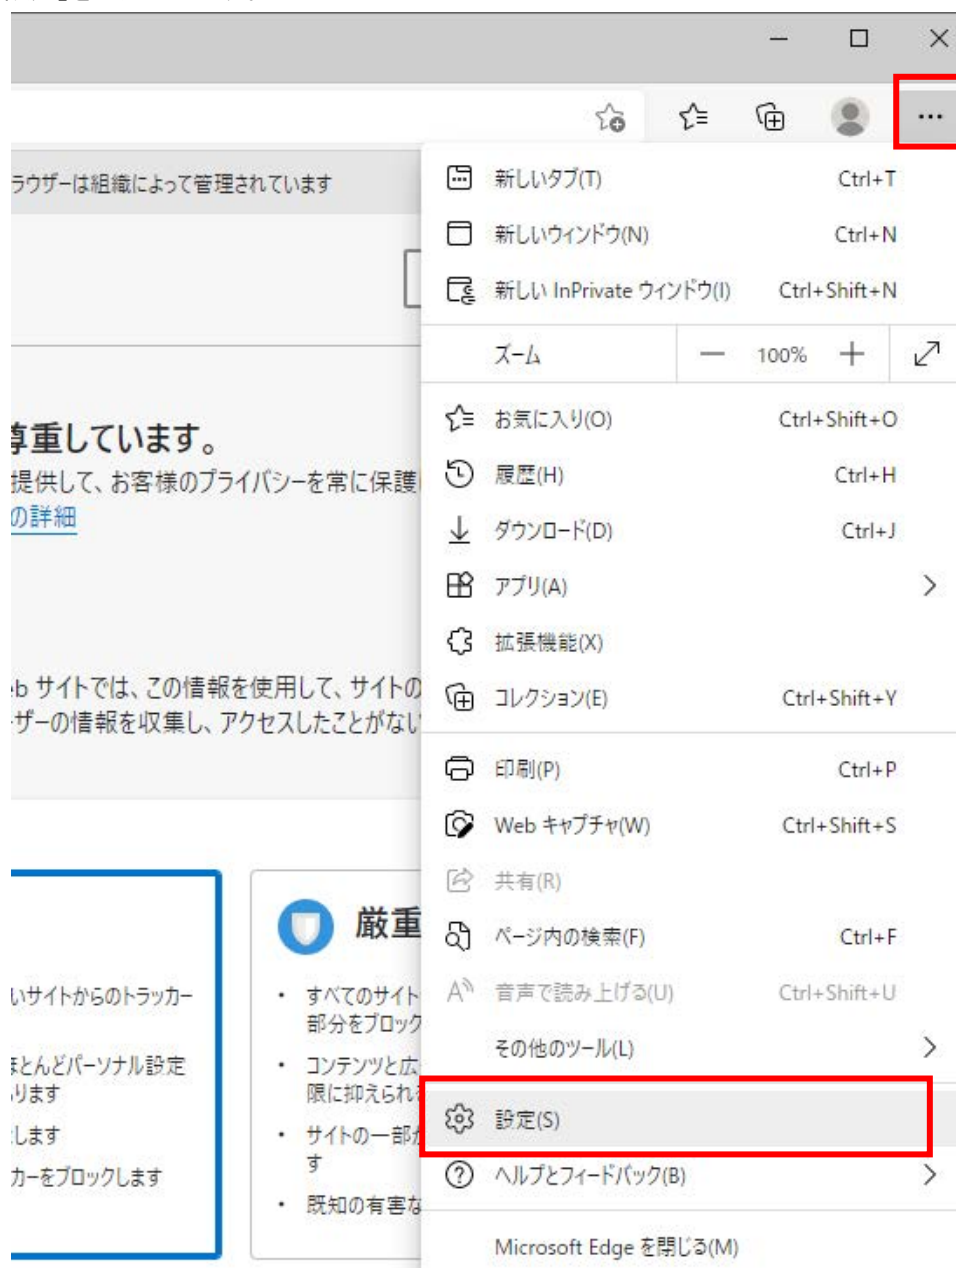 ラウザーは組織によって管理されています
尊重しています。
提供して、お客様のプライバシーを常に保護
の詳細
eb サイトでは、この情報を使用して、サイトの
ーザーの情報を収集し、アクセスしたことがない
いサイトからのトラッカー
ほとんどパーソナル設定
ります
します
カーをブロックします
厳重
• すべてのサイト
部分をブロック
• コンテンツと広
限に抑えられ
• サイトの一部が
す
• 既知の有害な
新しいタブ(T) Ctrl+T
新しいウィンドウ(N) Ctrl+N
新しい InPrivate ウィンドウ(I) Ctrl+Shift+N
ズーム — 100% +
お気に入り(O) Ctrl+Shift+O
履歴(H) Ctrl+H
ダウンロード(D) Ctrl+J
アプリ(A)
拡張機能(X)
コレクション(E) Ctrl+Shift+Y
印刷(P) Ctrl+P
Web キャプチャ(W) Ctrl+Shift+S
共有(R)
ページ内の検索(F) Ctrl+F
音声で読み上げる(U) Ctrl+Shift+U
その他のツール(L)
設定(S)
ヘルプとフィードバック(B)
Microsoft Edge を閉じる(M)